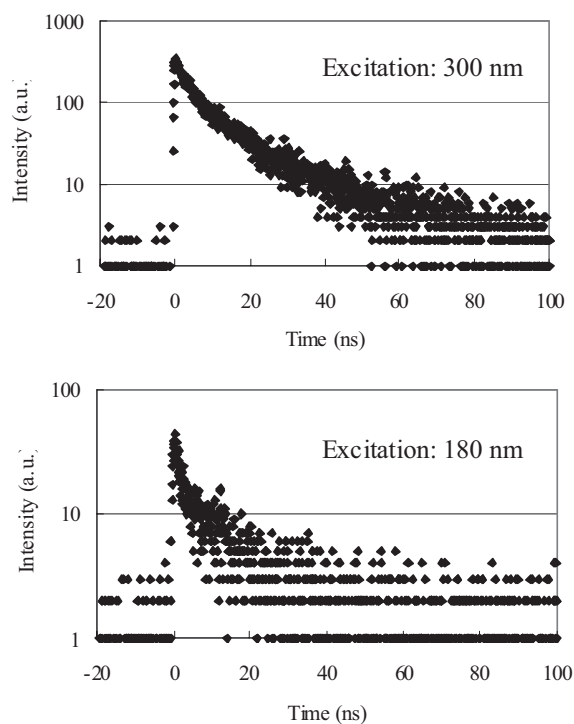 1000
100
10
1
Intensity (a.u.)
Excitation: 300 nm
-20 0 20 40 60 80 100
Time (ns)
100
10
1
Intensity (a.u.)
Excitation: 180 nm
-20 0 20 40 60 80 100
Time (ns)